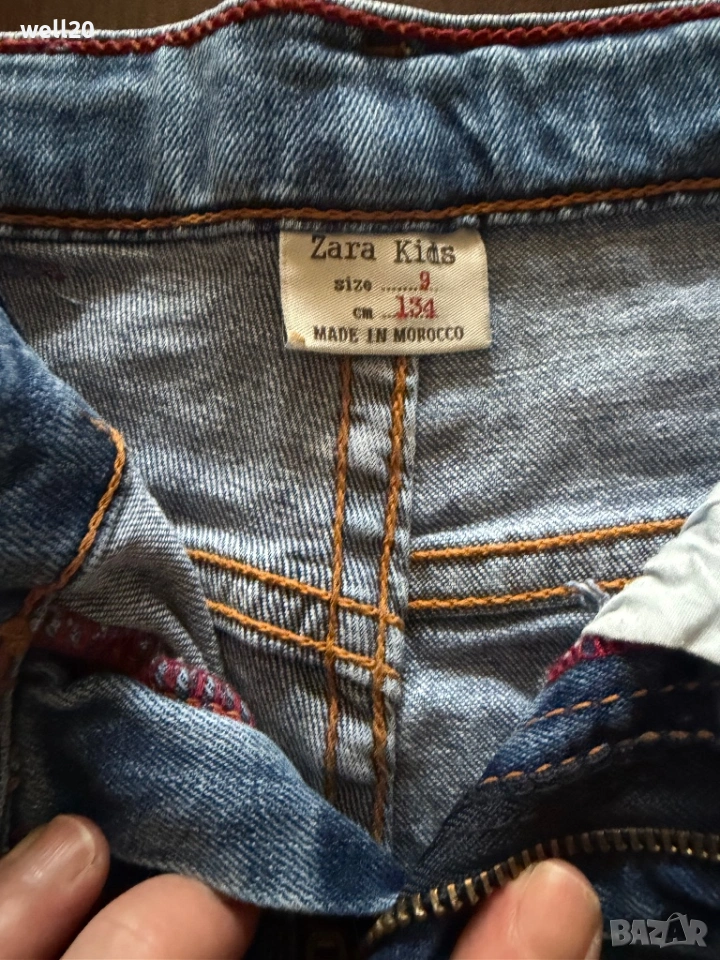 well20
Zara Kids
size .......9..
cm ..134..
MADE IN MOROCCO
BAZAR